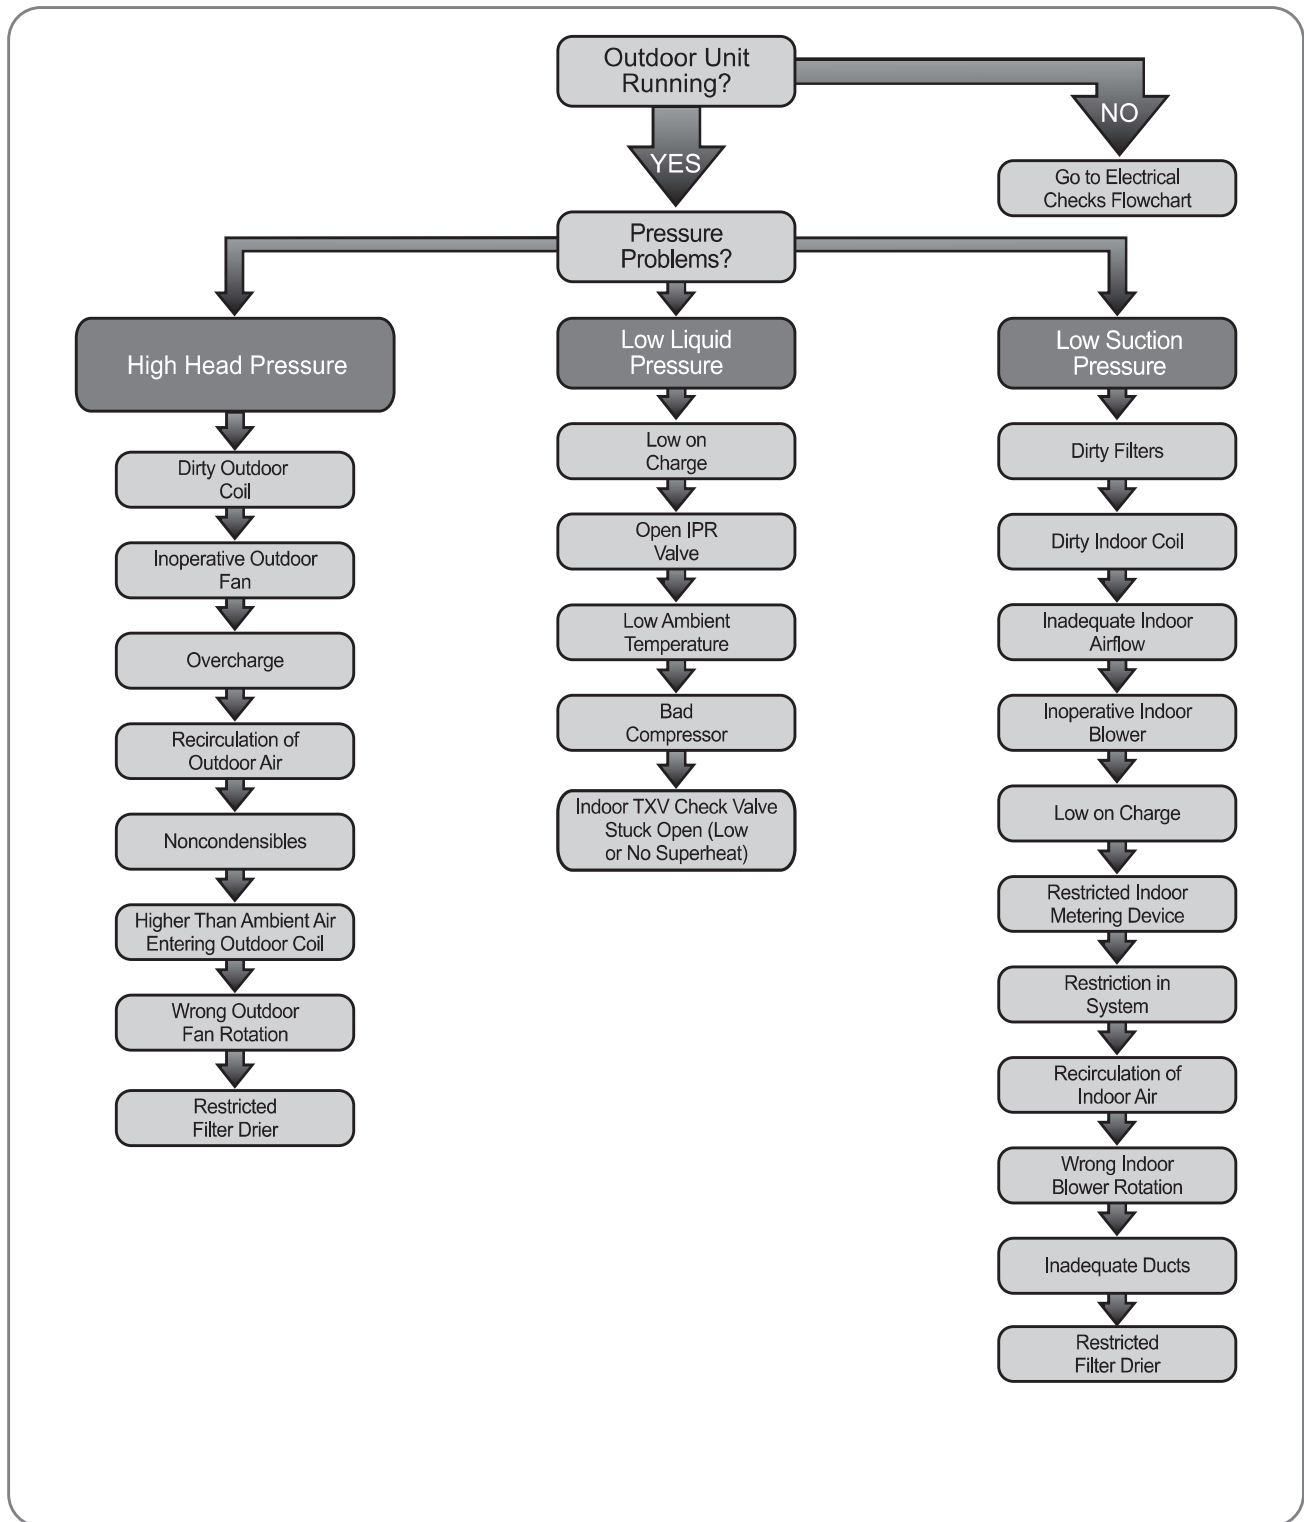 Outdoor Unit
Running?
NO
YES
Go to Electrical
Checks Flowchart
Pressure
Problems?
High Head Pressure
Dirty Outdoor
Coil
Inoperative Outdoor
Fan
Overcharge
Recirculation of
Outdoor Air
Noncondensibles
Higher Than Ambient Air
Entering Outdoor Coil
Wrong Outdoor
Fan Rotation
Restricted
Filter Drier
Low Liquid
Pressure
Low on
Charge
Open IPR
Valve
Low Ambient
Temperature
Bad
Compressor
Indoor TXV Check Valve
Stuck Open (Low
or No Superheat)
Low Suction
Pressure
Dirty Filters
Dirty Indoor Coil
Inadequate Indoor
Airflow
Inoperative Indoor
Blower
Low on Charge
Restricted Indoor
Metering Device
Restriction in
System
Recirculation of
Indoor Air
Wrong Indoor
Blower Rotation
Inadequate Ducts
Restricted
Filter Drier